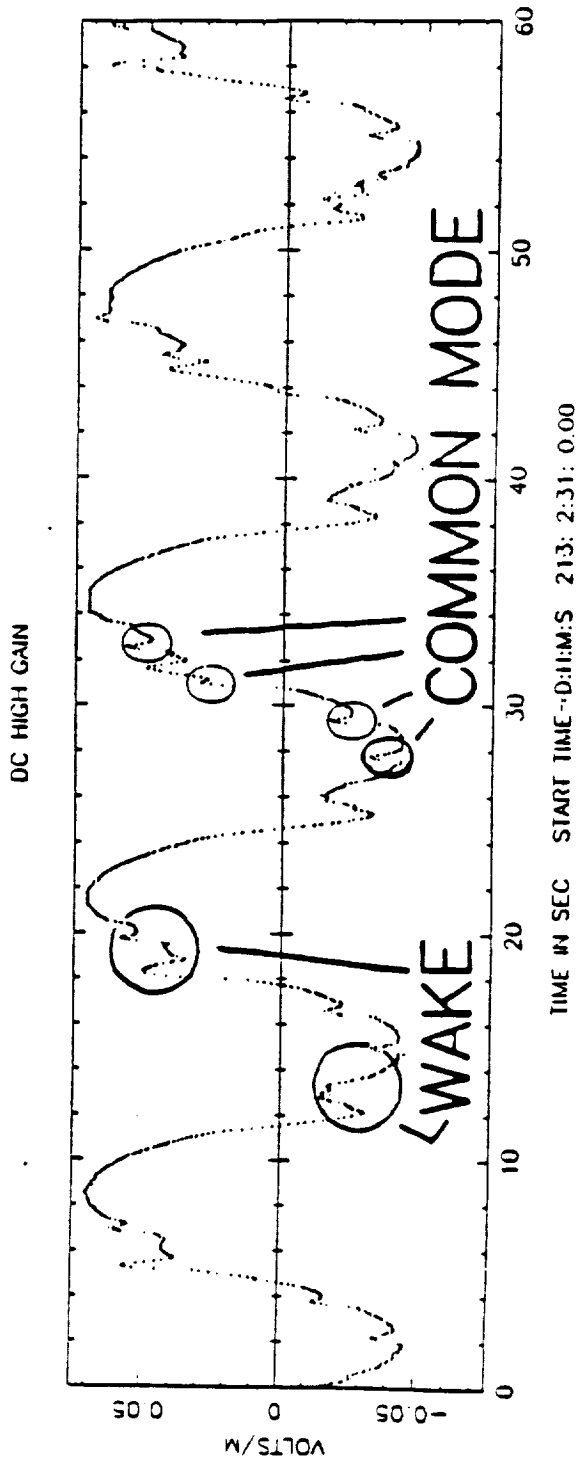 DC HIGH GAIN
VOLTS/M
0.05
0
-0.05
WAKE
COMMON MODE
0 10 20 30 40 50 60
TIME IN SEC START TIME-D:H:M:S 213: 2:31: 0.00